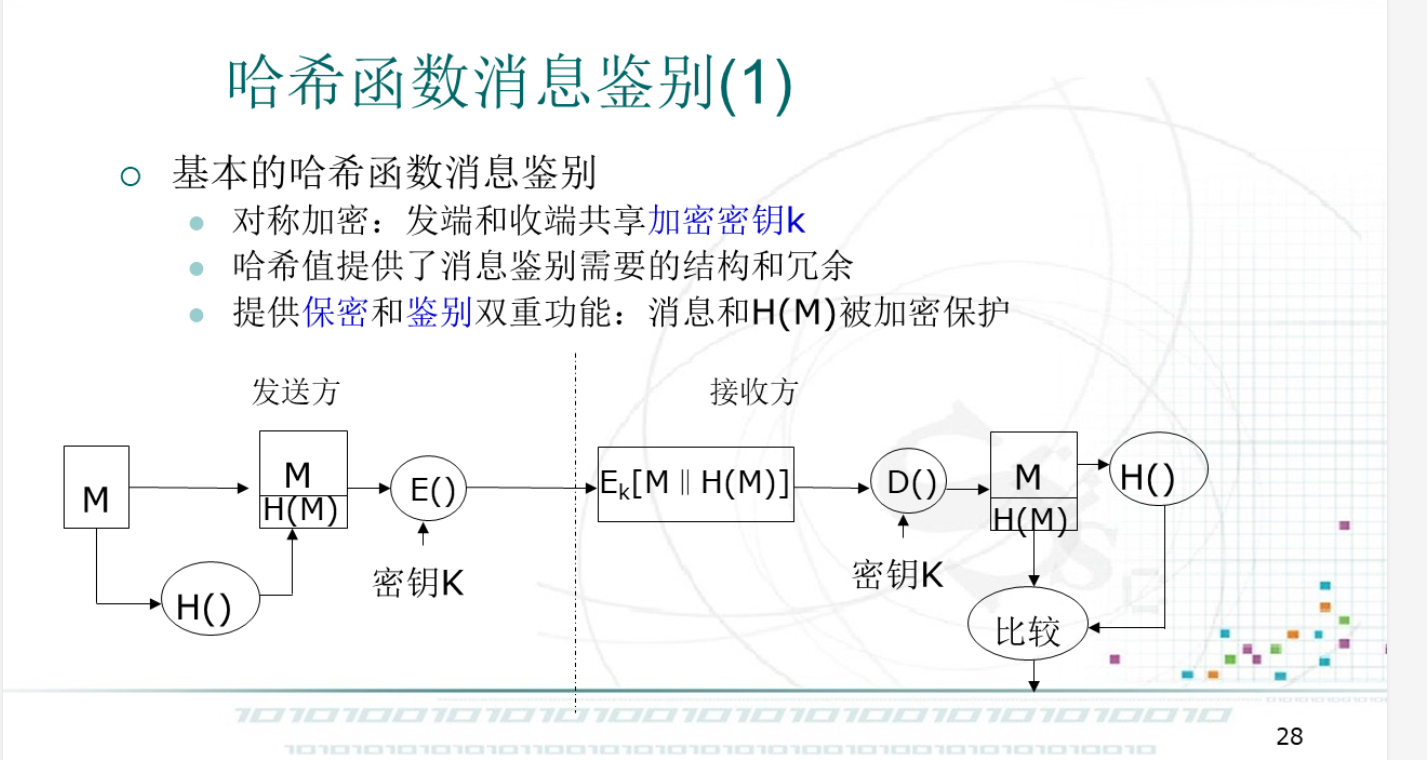 哈希函数消息鉴别(1)
基本的哈希函数消息鉴别
对称加密：发端和收端共享加密密钥k
哈希值提供了消息鉴别需要的结构和冗余
提供保密和鉴别双重功能：消息和H(M)被加密保护
发送方
接收方
M
M
H(M)
E()
Eₖ[M‖H(M)]
D()
M
H(M)
H()
密钥K
密钥K
H()
比较
28